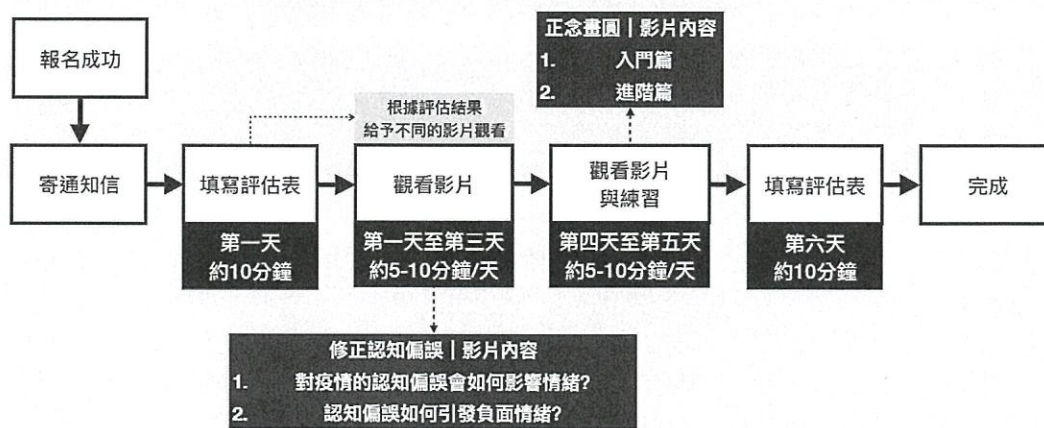 正念畫圓｜影片內容
1. 入門篇
2. 進階篇
報名成功
根據評估結果
給予不同的影片觀看
寄通知信
填寫評估表
第一天
約10分鐘
觀看影片
第一天至第三天
約5-10分鐘/天
觀看影片
與練習
第四天至第五天
約5-10分鐘/天
填寫評估表
第六天
約10分鐘
完成
修正認知偏誤｜影片內容
1. 對疫情的認知偏誤會如何影響情緒?
2. 認知偏誤如何引發負面情緒?